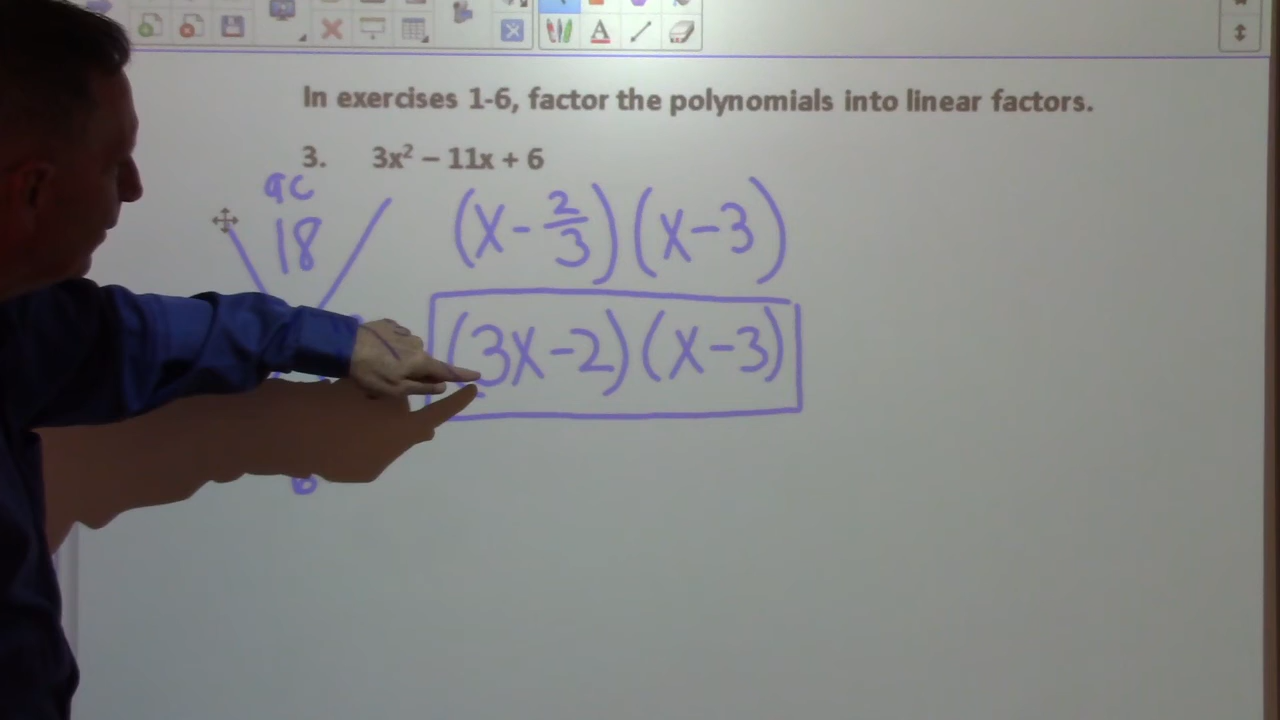 In exercises 1-6, factor the polynomials into linear factors.
3. 3x² – 11x + 6
ac
18
(x - 2/3)(x - 3)
(3x - 2)(x - 3)